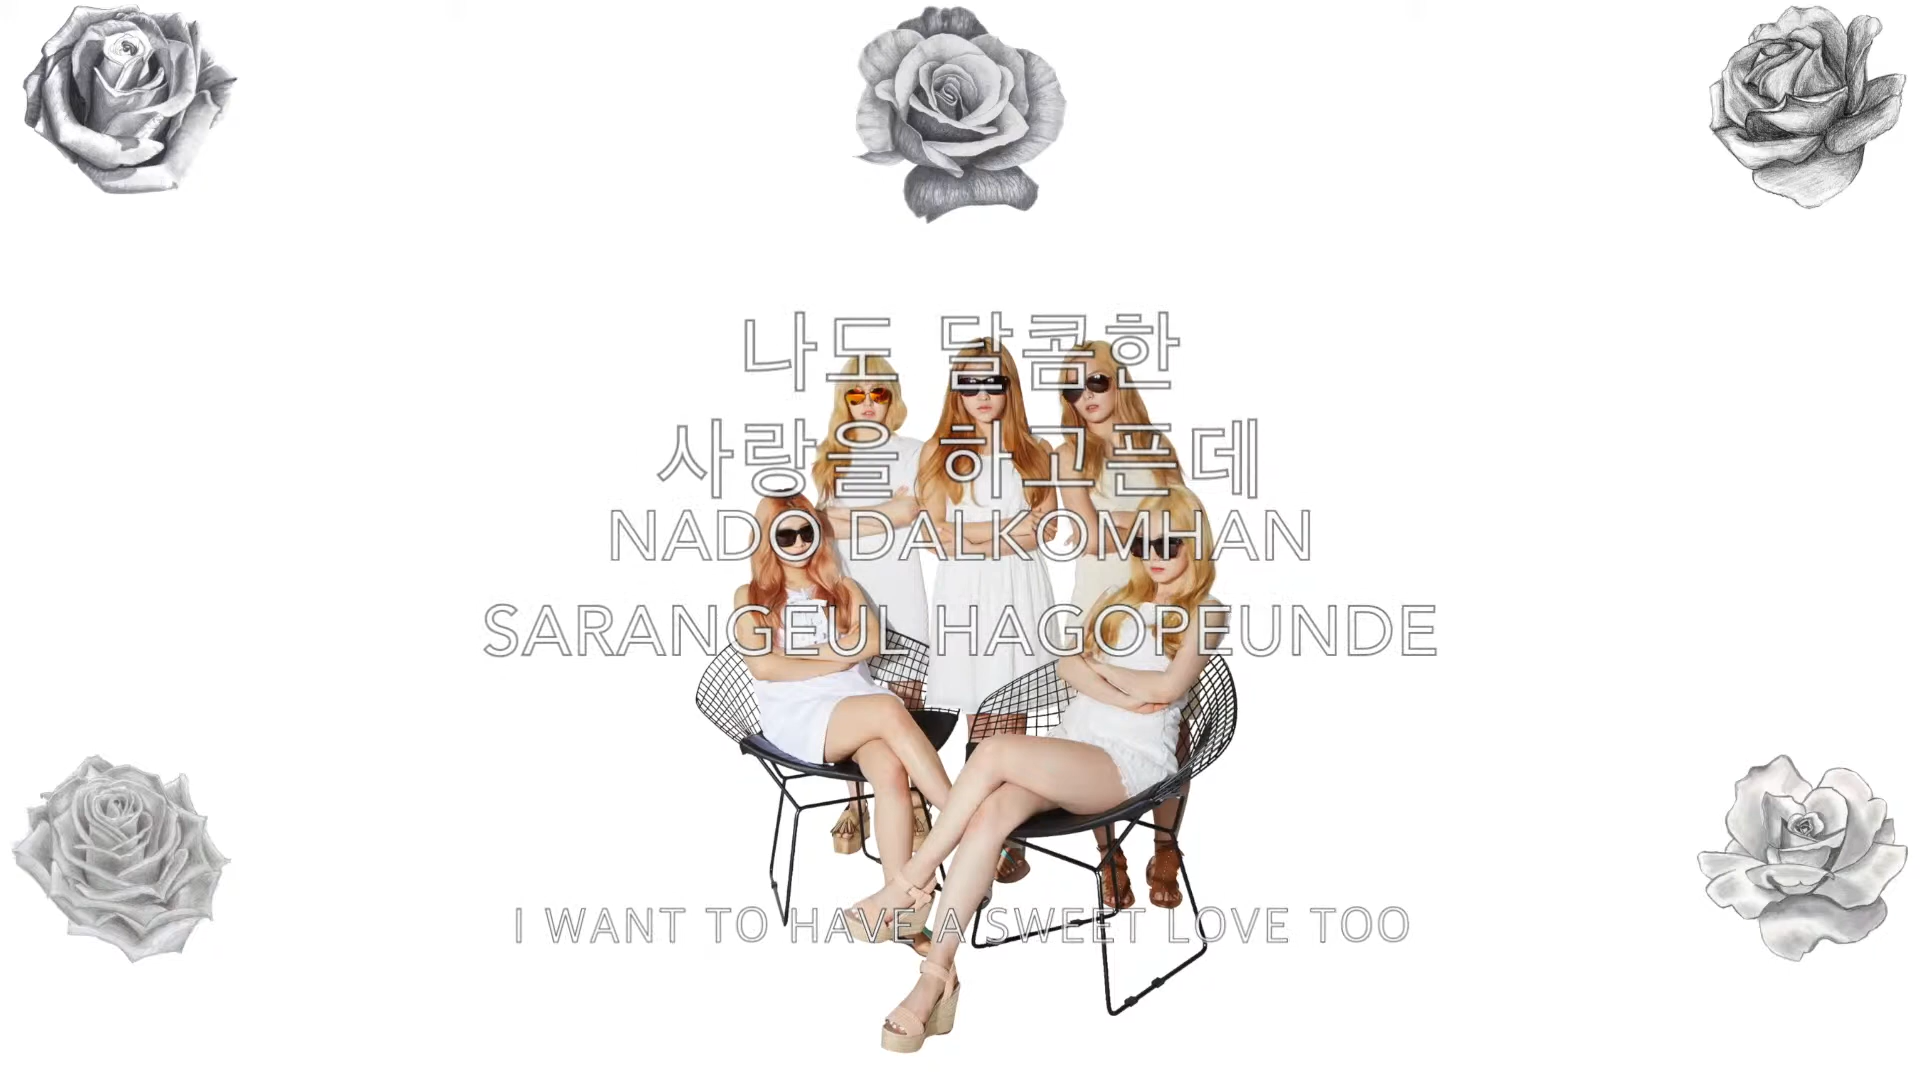 나도 달콤한
사랑을 하고픈데
NADO DALKOMHAN
SARANGEUL HAGOPEUNDE
I WANT TO HAVE A SWEET LOVE TOO